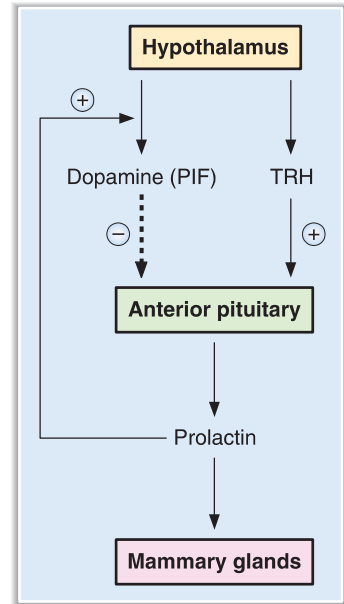 Hypothalamus
+
Dopamine (PIF) TRH
− +
Anterior pituitary
Prolactin
Mammary glands